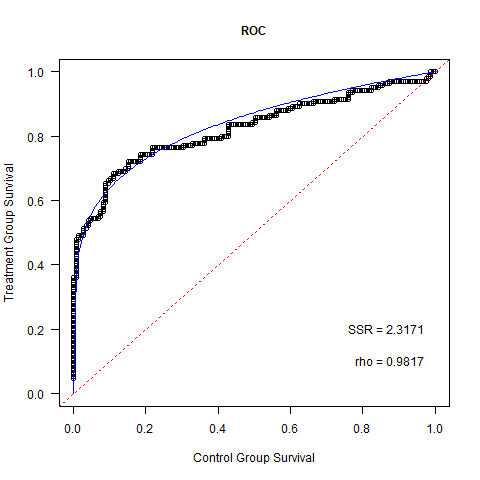 ROC
Treatment Group Survival
1.0
0.8
0.6
0.4
0.2
0.0
SSR = 2.3171
rho = 0.9817
0.0 0.2 0.4 0.6 0.8 1.0
Control Group Survival